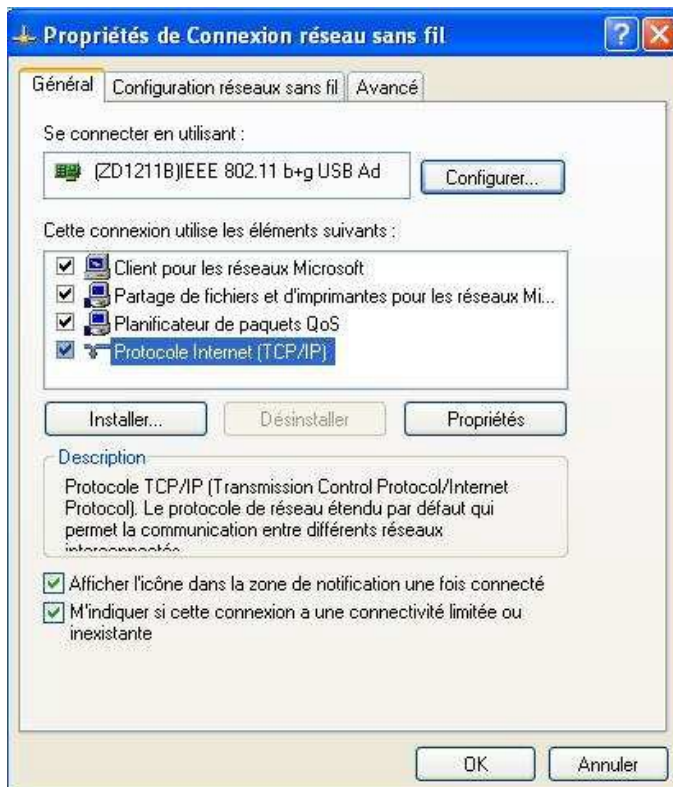 Propriétés de Connexion réseau sans fil
Général Configuration réseaux sans fil Avancé
Se connecter en utilisant :
(ZD1211B)IEEE 802.11 b+g USB Ad Configurer...
Cette connexion utilise les éléments suivants :
Client pour les réseaux Microsoft
Partage de fichiers et d'imprimantes pour les réseaux Mi...
Planificateur de paquets QoS
Protocole Internet (TCP/IP)
Installer... Désinstaller Propriétés
Description
Protocole TCP/IP (Transmission Control Protocol/Internet
Protocol). Le protocole de réseau étendu par défaut qui
permet la communication entre différents réseaux
interconnectés.
Afficher l'icône dans la zone de notification une fois connecté
M'indiquer si cette connexion a une connectivité limitée ou
inexistante
OK Annuler